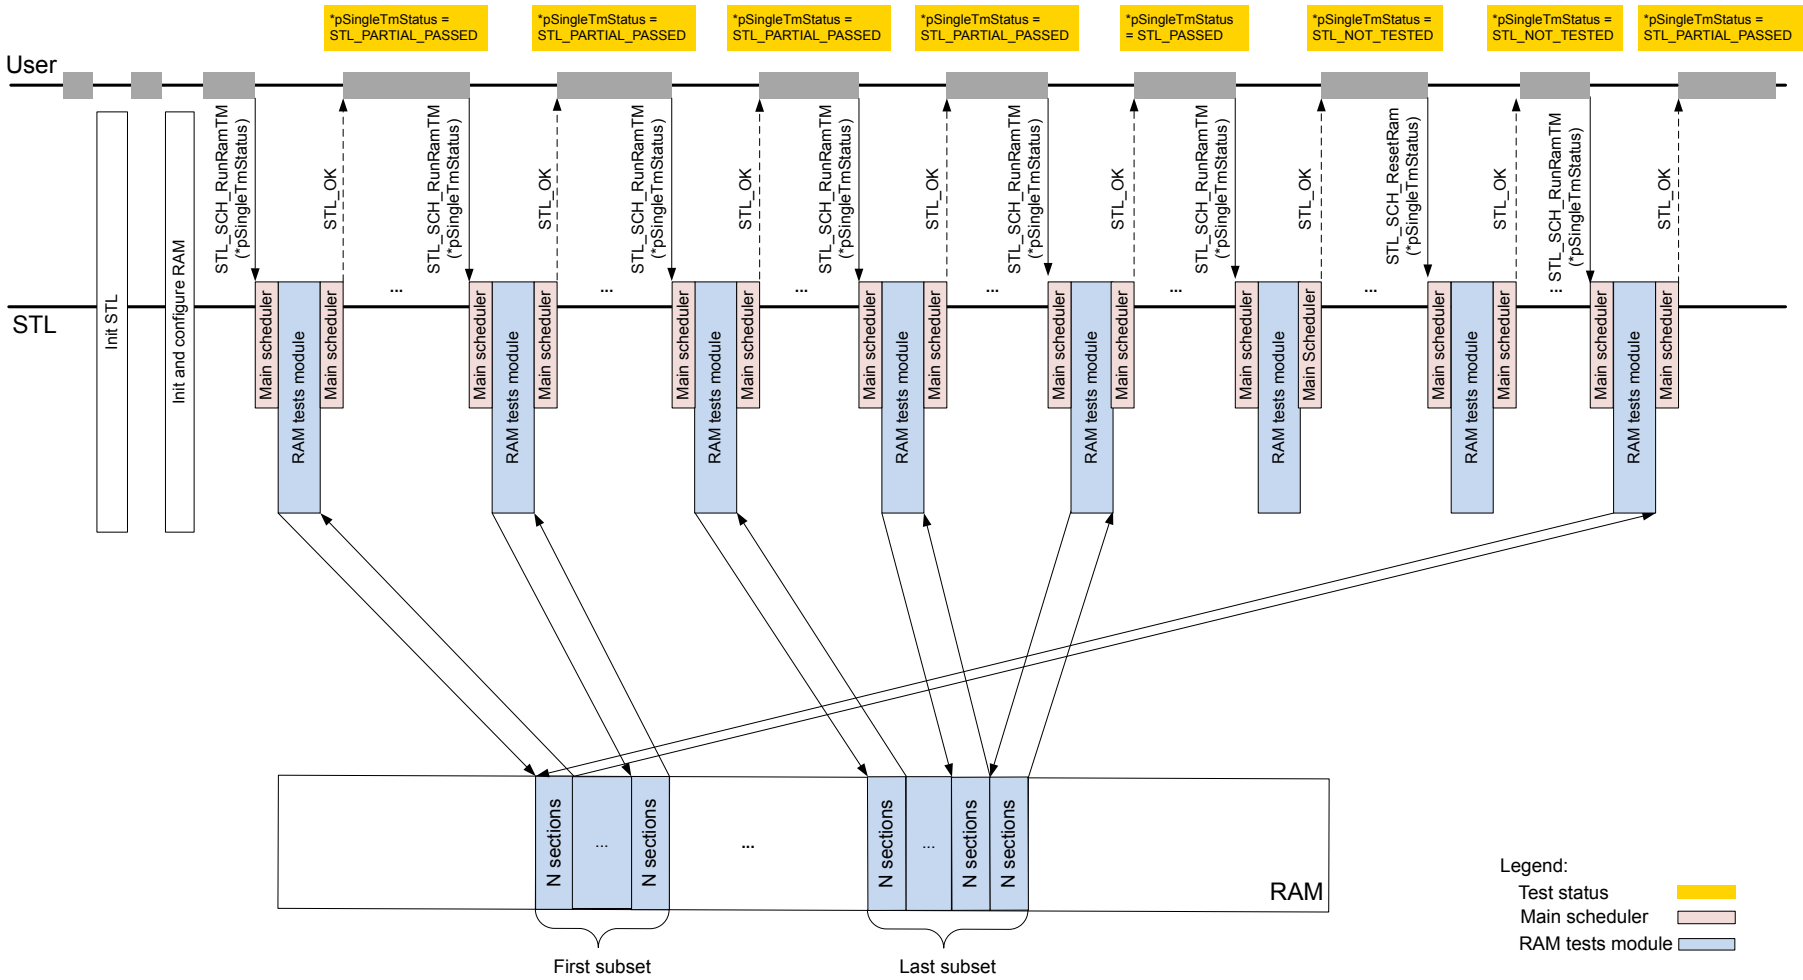 *pSingleTmStatus =
STL_PARTIAL_PASSED
*pSingleTmStatus =
STL_PARTIAL_PASSED
*pSingleTmStatus =
STL_PARTIAL_PASSED
*pSingleTmStatus =
STL_PARTIAL_PASSED
*pSingleTmStatus
= STL_PASSED
*pSingleTmStatus =
STL_NOT_TESTED
*pSingleTmStatus =
STL_NOT_TESTED
*pSingleTmStatus =
STL_PARTIAL_PASSED
User
STL_SCH_RunRamTM
(*pSingleTmStatus)
STL_OK
STL_SCH_RunRamTM
(*pSingleTmStatus)
STL_OK
STL_SCH_RunRamTM
(*pSingleTmStatus)
STL_OK
STL_SCH_RunRamTM
(*pSingleTmStatus)
STL_OK
STL_SCH_RunRamTM
(*pSingleTmStatus)
STL_OK
STL_SCH_RunRamTM
(*pSingleTmStatus)
STL_OK
STL_SCH_ResetRam
(*pSingleTmStatus)
STL_OK
STL_SCH_RunRamTM
(*pSingleTmStatus)
STL_OK
...
...
...
...
...
...
...
STL
Init STL
Init and configure RAM
Main scheduler
RAM tests module
Main scheduler
Main scheduler
RAM tests module
Main scheduler
Main scheduler
RAM tests module
Main scheduler
Main scheduler
RAM tests module
Main scheduler
Main scheduler
RAM tests module
Main scheduler
Main scheduler
RAM tests module
Main Scheduler
Main scheduler
RAM tests module
Main scheduler
Main scheduler
RAM tests module
Main scheduler
N sections
...
N sections
...
N sections
...
N sections
N sections
RAM
First subset
Last subset
Legend:
Test status
Main scheduler
RAM tests module